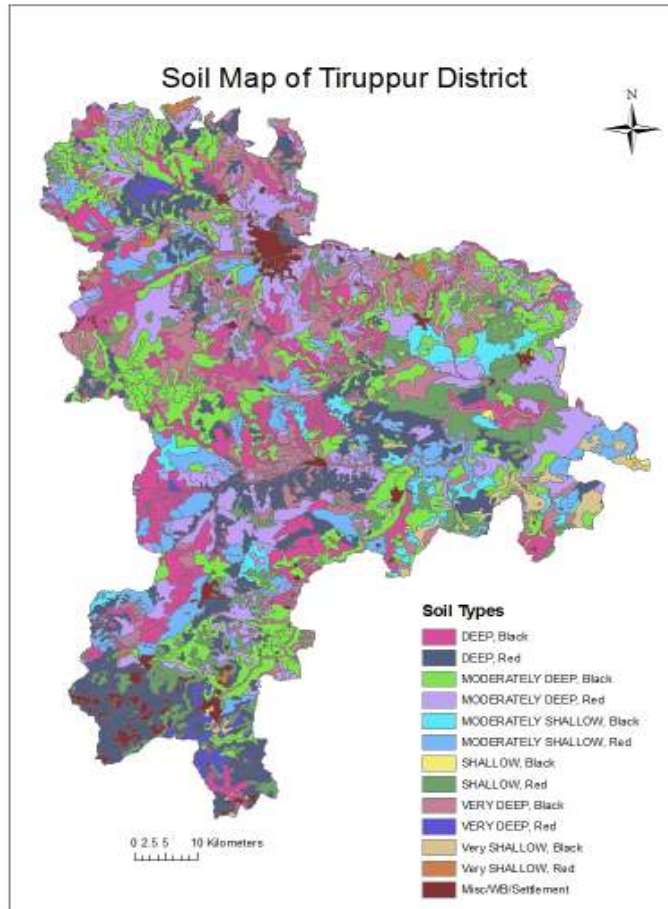 Soil Map of Tiruppur District
N
Soil Types
DEEP, Black
DEEP, Red
MODERATELY DEEP, Black
MODERATELY DEEP, Red
MODERATELY SHALLOW, Black
MODERATELY SHALLOW, Red
SHALLOW, Black
SHALLOW, Red
VERY DEEP, Black
VERY DEEP, Red
Very SHALLOW, Black
Very SHALLOW, Red
Misc/WB/Settlement
0 2.5 5 10 Kilometers